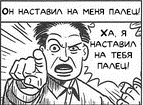 Он наставил на меня палец!
Ха, я
наставил
на тебя
палец!